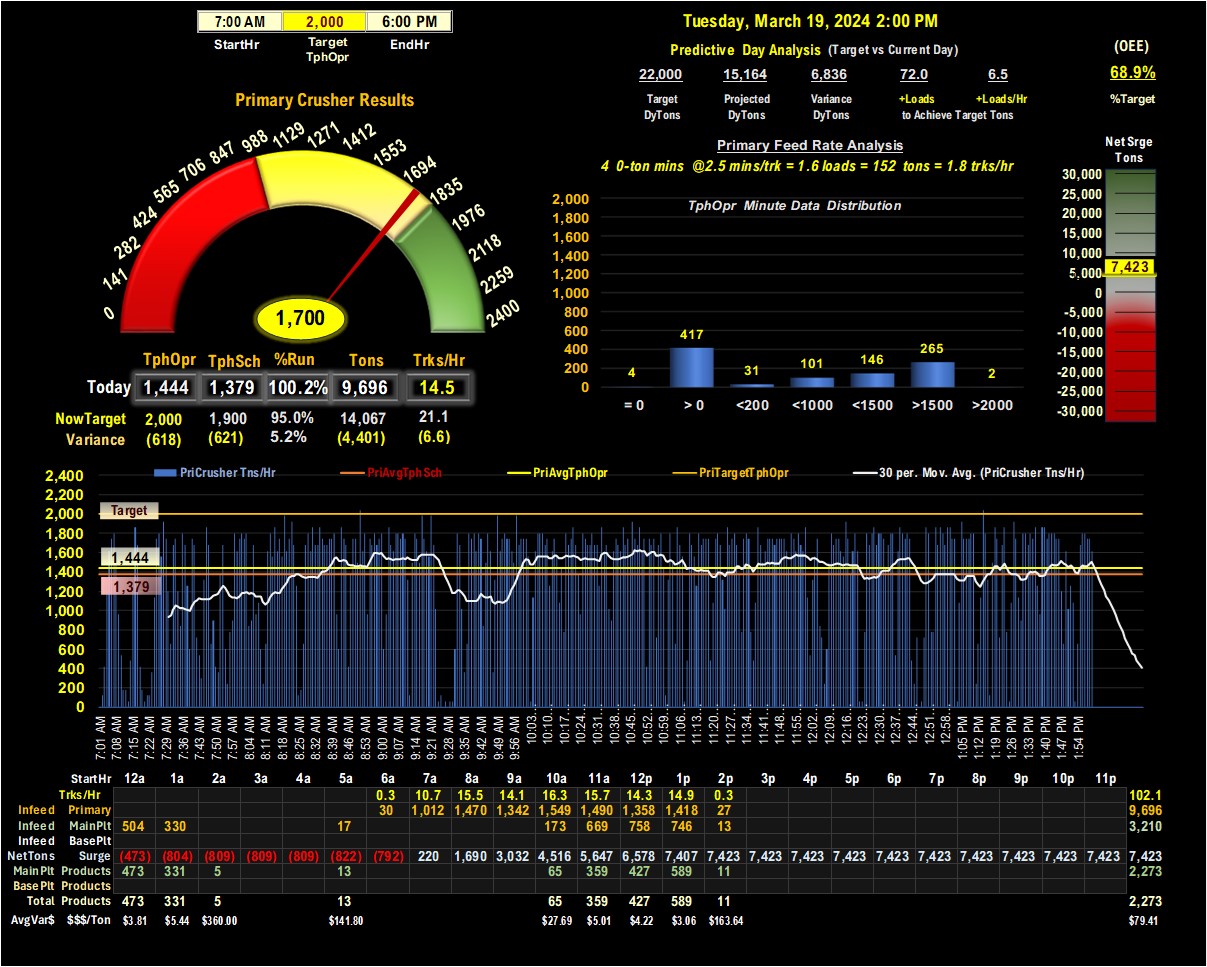 7:00 AM 2,000 6:00 PM
StartHr Target TphOpr EndHr
Tuesday, March 19, 2024 2:00 PM
Predictive Day Analysis (Target vs Current Day)
22,000 15,164 6,836 72.0 6.5
Target DyTons Projected DyTons Variance DyTons +Loads +Loads/Hr
to Achieve Target Tons
(OEE)
68.9%
%Target
Primary Crusher Results
0 141 282 424 565 706 847 988 1129 1271 1412 1553 1694 1835 1976 2118 2259 2400
1,700
TphOpr TphSch %Run Tons Trks/Hr
Today 1,444 1,379 100.2% 9,696 14.5
NowTarget 2,000 1,900 95.0% 14,067 21.1
Variance (618) (621) 5.2% (4,401) (6.6)
Primary Feed Rate Analysis
4 0-ton mins @2.5 mins/trk = 1.6 loads = 152 tons = 1.8 trks/hr
TphOpr Minute Data Distribution
2,000
1,800
1,600
1,400
1,200
1,000
800
600
400
200
0
4 417 31 101 146 265 2
= 0 > 0 <200 <1000 <1500 >1500 >2000
Net Srge
Tons
30,000
25,000
20,000
15,000
10,000
7,423
5,000
0
-5,000
-10,000
-15,000
-20,000
-25,000
-30,000
PriCrusher Tns/Hr PriAvgTphSch PriAvgTphOpr PriTargetTphOpr 30 per. Mov. Avg. (PriCrusher Tns/Hr)
2,400
2,200
2,000
1,800
1,600
1,400
1,200
1,000
800
600
400
200
0
Target
1,444
1,379
7:01 AM 7:08 AM 7:15 AM 7:22 AM 7:29 AM 7:36 AM 7:43 AM 7:50 AM 7:57 AM 8:04 AM 8:11 AM 8:18 AM 8:25 AM 8:32 AM 8:39 AM 8:46 AM 8:53 AM 9:00 AM 9:07 AM 9:14 AM 9:21 AM 9:28 AM 9:35 AM 9:42 AM 9:49 AM 9:56 AM 10:03... 10:10... 10:17... 10:24... 10:31... 10:38... 10:45... 10:52... 10:59... 11:06... 11:13... 11:20... 11:27... 11:34... 11:41... 11:48... 11:55... 12:02... 12:09... 12:16... 12:23... 12:30... 12:37... 12:44... 12:51... 12:58... 1:05 PM 1:12 PM 1:19 PM 1:26 PM 1:33 PM 1:40 PM 1:47 PM 1:54 PM
StartHr 12a 1a 2a 3a 4a 5a 6a 7a 8a 9a 10a 11a 12p 1p 2p 3p 4p 5p 6p 7p 8p 9p 10p 11p
Trks/Hr 0.3 10.7 15.5 14.1 16.3 15.7 14.3 14.9 0.3 102.1
Infeed Primary 30 1,012 1,470 1,342 1,549 1,490 1,358 1,418 27 9,696
Infeed MainPlt 504 330 17 173 669 758 746 13 3,210
Infeed BasePlt
NetTons Surge (473) (804) (809) (809) (809) (822) (792) 220 1,690 3,032 4,516 5,647 6,578 7,407 7,423 7,423 7,423 7,423 7,423 7,423 7,423 7,423 7,423 7,423 7,423
Main Plt Products 473 331 5 13 65 359 427 589 11 2,273
Base Plt Products
Total Products 473 331 5 13 65 359 427 589 11 2,273
AvgVar$ $$$/Ton $3.81 $5.44 $360.00 $141.80 $27.69 $5.01 $4.22 $3.06 $163.64 $79.41